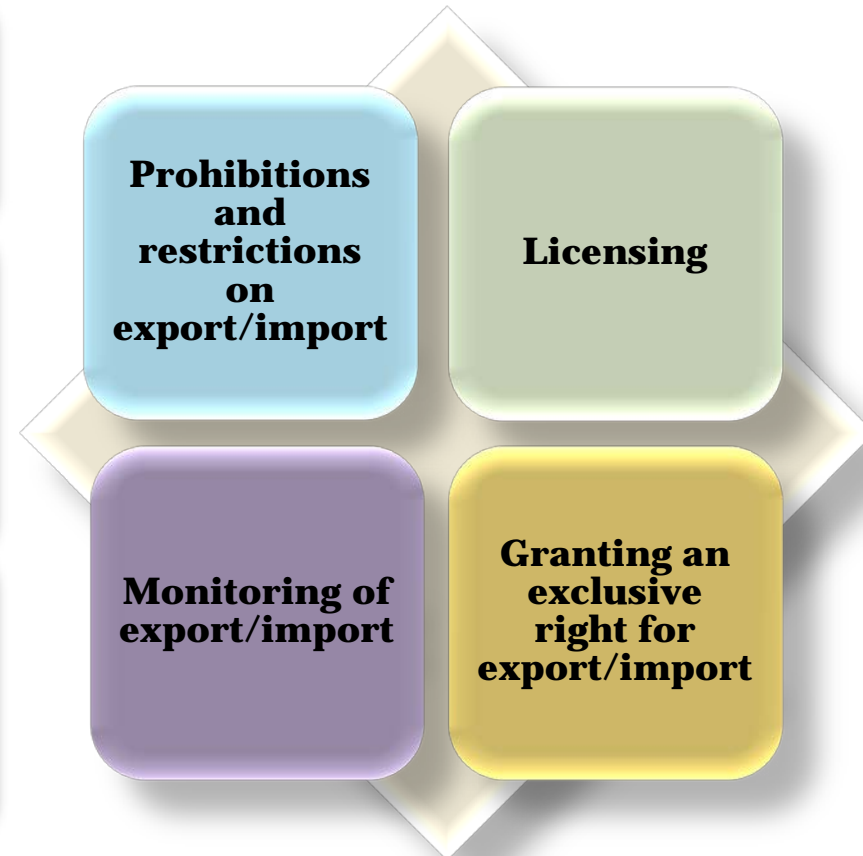 Prohibitions
and
restrictions
on
export/import
Licensing
Monitoring of
export/import
Granting an
exclusive
right for
export/import